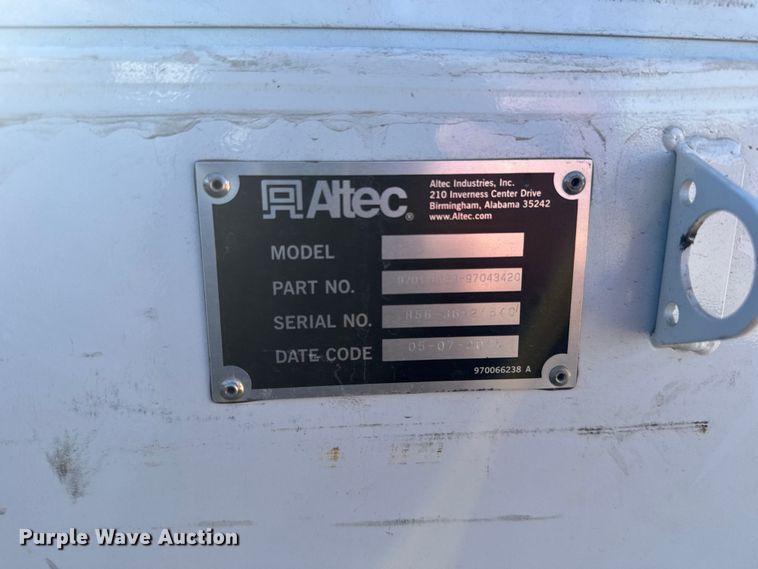 Altec®
Altec Industries, Inc.
210 Inverness Center Drive
Birmingham, Alabama 35242
www.Altec.com
MODEL
PART NO.
SERIAL NO.
DATE CODE
970066238 A
Purple Wave Auction